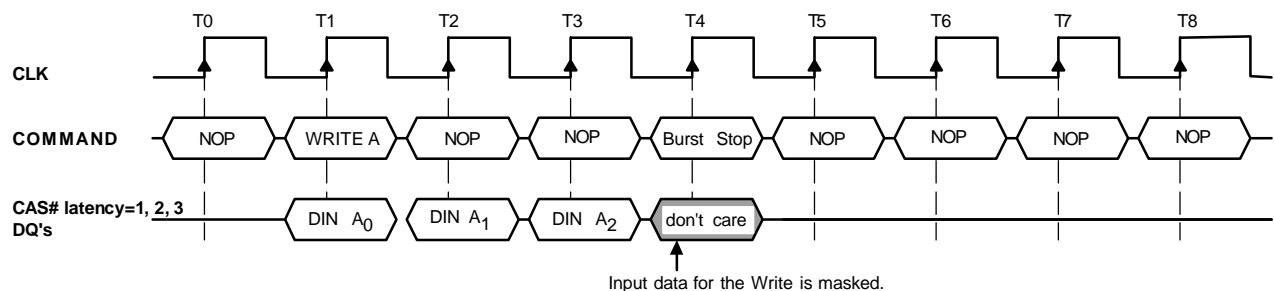 T0 T1 T2 T3 T4 T5 T6 T7 T8
CLK
COMMAND NOP WRITE A NOP NOP Burst Stop NOP NOP NOP NOP
CAS# latency=1, 2, 3
DQ's DIN A0 DIN A1 DIN A2 don't care
Input data for the Write is masked.